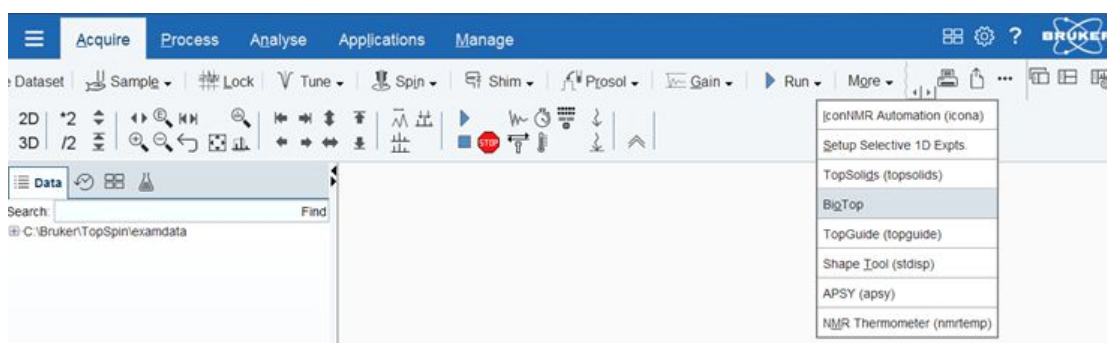 Acquire Process Analyse Applications Manage ? BRUKER
e Dataset Sample Lock Tune Spin Shim Prosol Gain Run More ...
2D *2
3D /2 STOP
Data
Search: Find
C:\Bruker\TopSpin\examdata
IconNMR Automation (icona)
Setup Selective 1D Expts.
TopSolids (topsolids)
BioTop
TopGuide (topguide)
Shape Tool (stdisp)
APSY (apsy)
NMR Thermometer (nmrtemp)